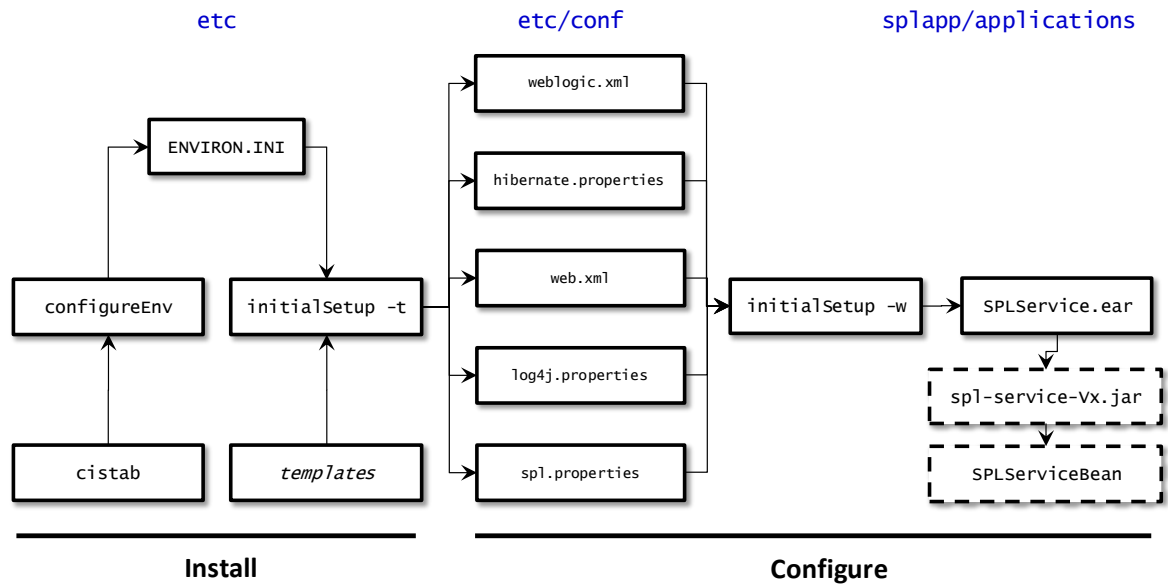 etc
etc/conf
splapp/applications
weblogic.xml
ENVIRON.INI
hibernate.properties
configureEnv
initialSetup –t
web.xml
initialSetup –w
SPLService.ear
log4j.properties
spl-service-Vx.jar
cistab
templates
spl.properties
SPLServiceBean
Install
Configure